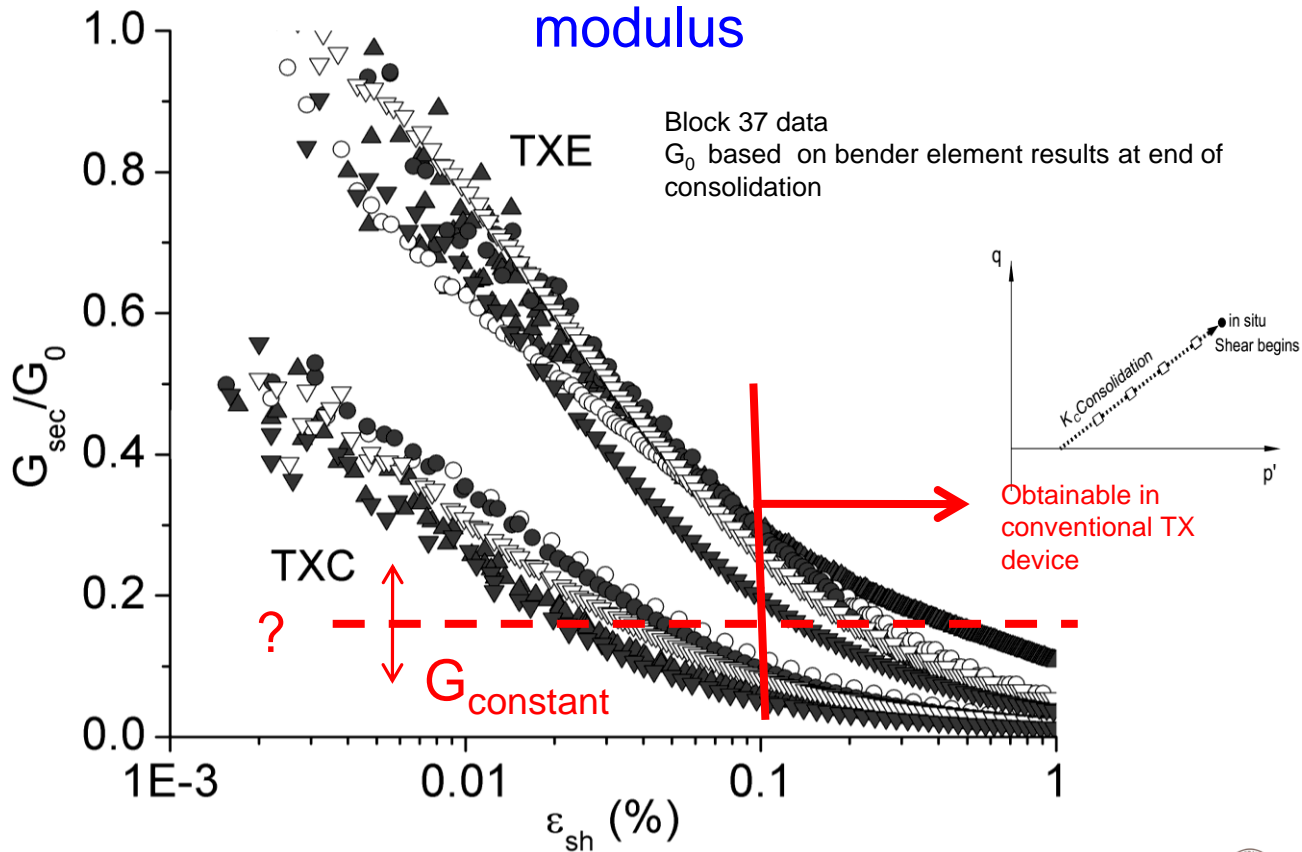 modulus
1.0
0.8
0.6
0.4
0.2
0.0
G_sec/G_0
1E-3
0.01
0.1
1
ε_sh (%)
TXE
TXC
Block 37 data
G_0 based on bender element results at end of
consolidation
q
in situ
Shear begins
K_C Consolidation
p'
Obtainable in
conventional TX
device
?
G_constant